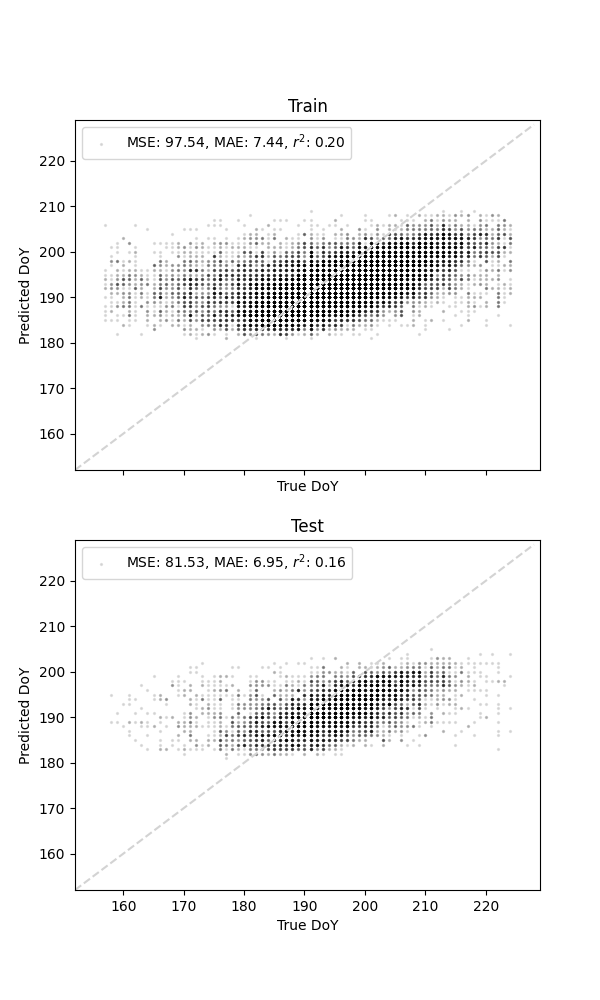 Train
MSE: 97.54, MAE: 7.44, r²: 0.20
220
210
200
190
180
170
160
Predicted DoY
True DoY
Test
MSE: 81.53, MAE: 6.95, r²: 0.16
220
210
200
190
180
170
160
Predicted DoY
160 170 180 190 200 210 220
True DoY